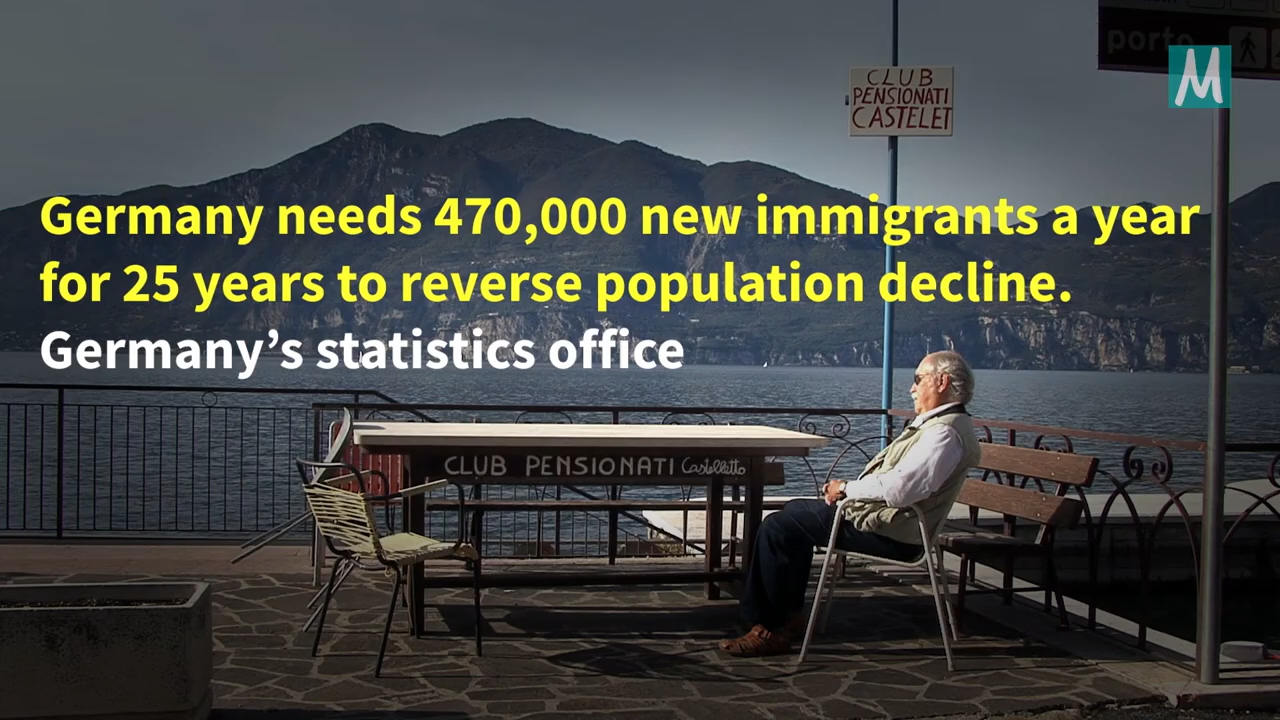 porto
M
CLUB
PENSIONATI
CASTELET
Germany needs 470,000 new immigrants a year
for 25 years to reverse population decline.
Germany’s statistics office
CLUB PENSIONATI Castelletto